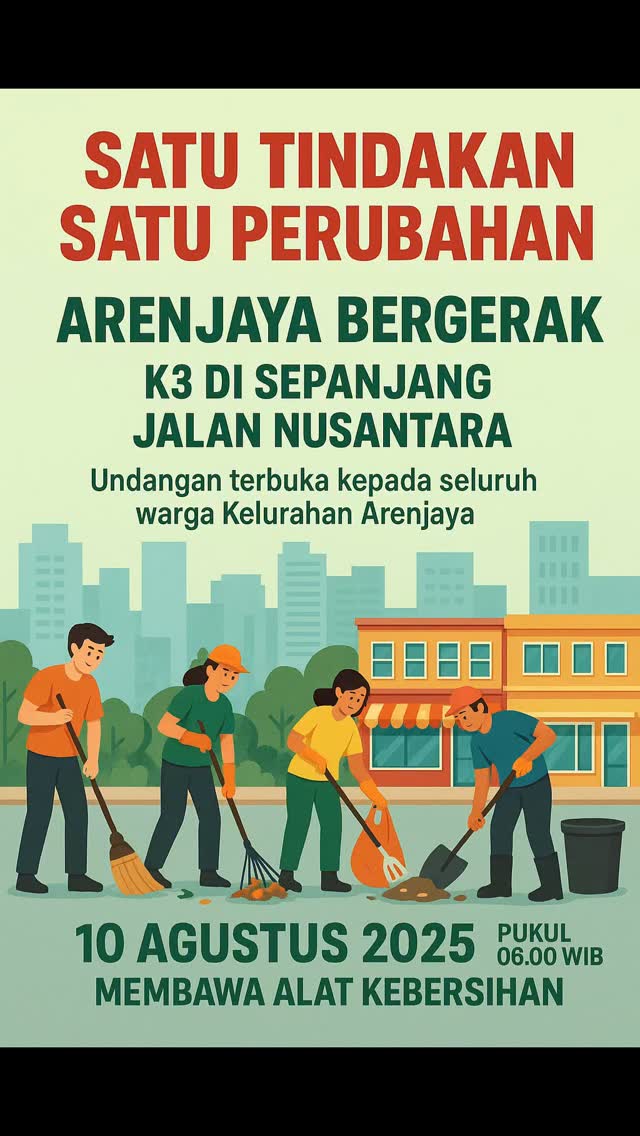 SATU TINDAKAN
SATU PERUBAHAN
ARENJAYA BERGERAK
K3 DI SEPANJANG
JALAN NUSANTARA
Undangan terbuka kepada seluruh
warga Kelurahan Arenjaya
10 AGUSTUS 2025
PUKUL
06.00 WIB
MEMBAWA ALAT KEBERSIHAN